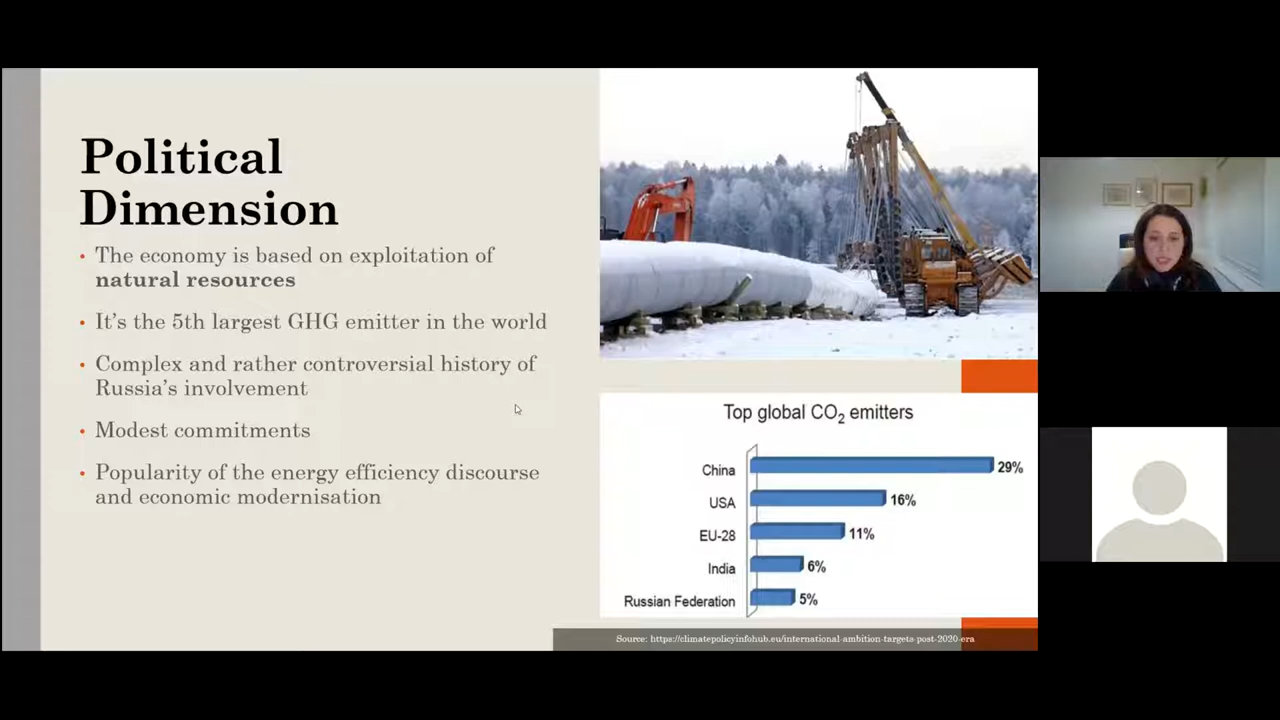 Political
Dimension
• The economy is based on exploitation of
natural resources
• It's the 5th largest GHG emitter in the world
• Complex and rather controversial history of
Russia's involvement
• Modest commitments
• Popularity of the energy efficiency discourse
and economic modernisation
Top global CO₂ emitters
China 29%
USA 16%
EU-28 11%
India 6%
Russian Federation 5%
Source: https://climatepolicyinfohub.eu/international-ambition-targets-post-2020-era